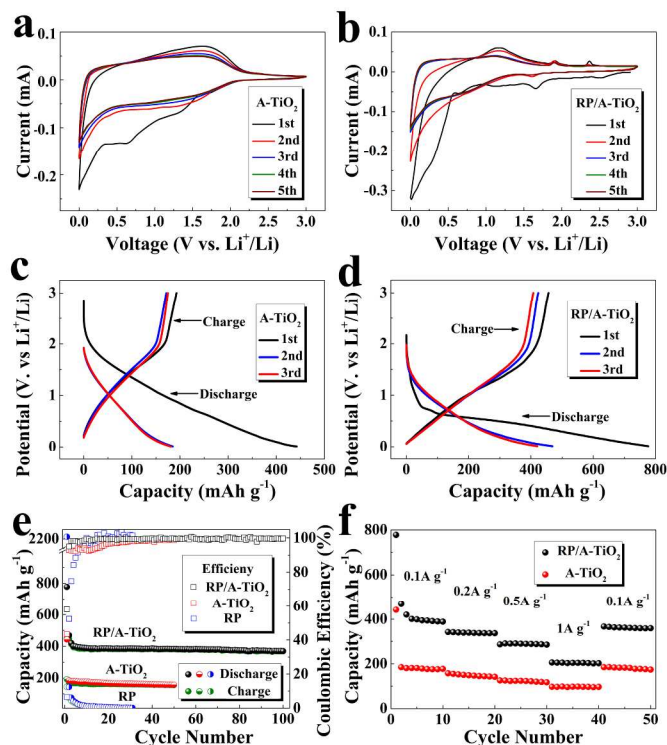 a
A-TiO₂
1st
2nd
3rd
4th
5th
0.1
0.0
-0.1
-0.2
0.0 0.5 1.0 1.5 2.0 2.5 3.0
Current (mA)
Voltage (V vs. Li⁺/Li)
b
RP/A-TiO₂
1st
2nd
3rd
4th
5th
0.1
0.0
-0.1
-0.2
-0.3
0.0 0.5 1.0 1.5 2.0 2.5 3.0
Current (mA)
Voltage (V vs. Li⁺/Li)
c
A-TiO₂
1st
2nd
3rd
Charge
Discharge
3
2
1
0
0 100 200 300 400 500
Potential (V. vs Li⁺/Li)
Capacity (mAh g⁻¹)
d
RP/A-TiO₂
1st
2nd
3rd
Charge
Discharge
3
2
1
0
0 200 400 600 800
Potential (V. vs Li⁺/Li)
Capacity (mAh g⁻¹)
e
Efficieny
RP/A-TiO₂
A-TiO₂
RP
RP/A-TiO₂
A-TiO₂
RP
Discharge
Charge
2200
800
600
400
200
0
100
80
60
40
20
0
0 20 40 60 80 100
Capacity (mAh g⁻¹)
Coulombic Efficiency (%)
Cycle Number
f
RP/A-TiO₂
A-TiO₂
0.1A g⁻¹
0.2A g⁻¹
0.5A g⁻¹
1A g⁻¹
0.1A g⁻¹
800
600
400
200
0
0 10 20 30 40 50
Capacity (mAh g⁻¹)
Cycle Number